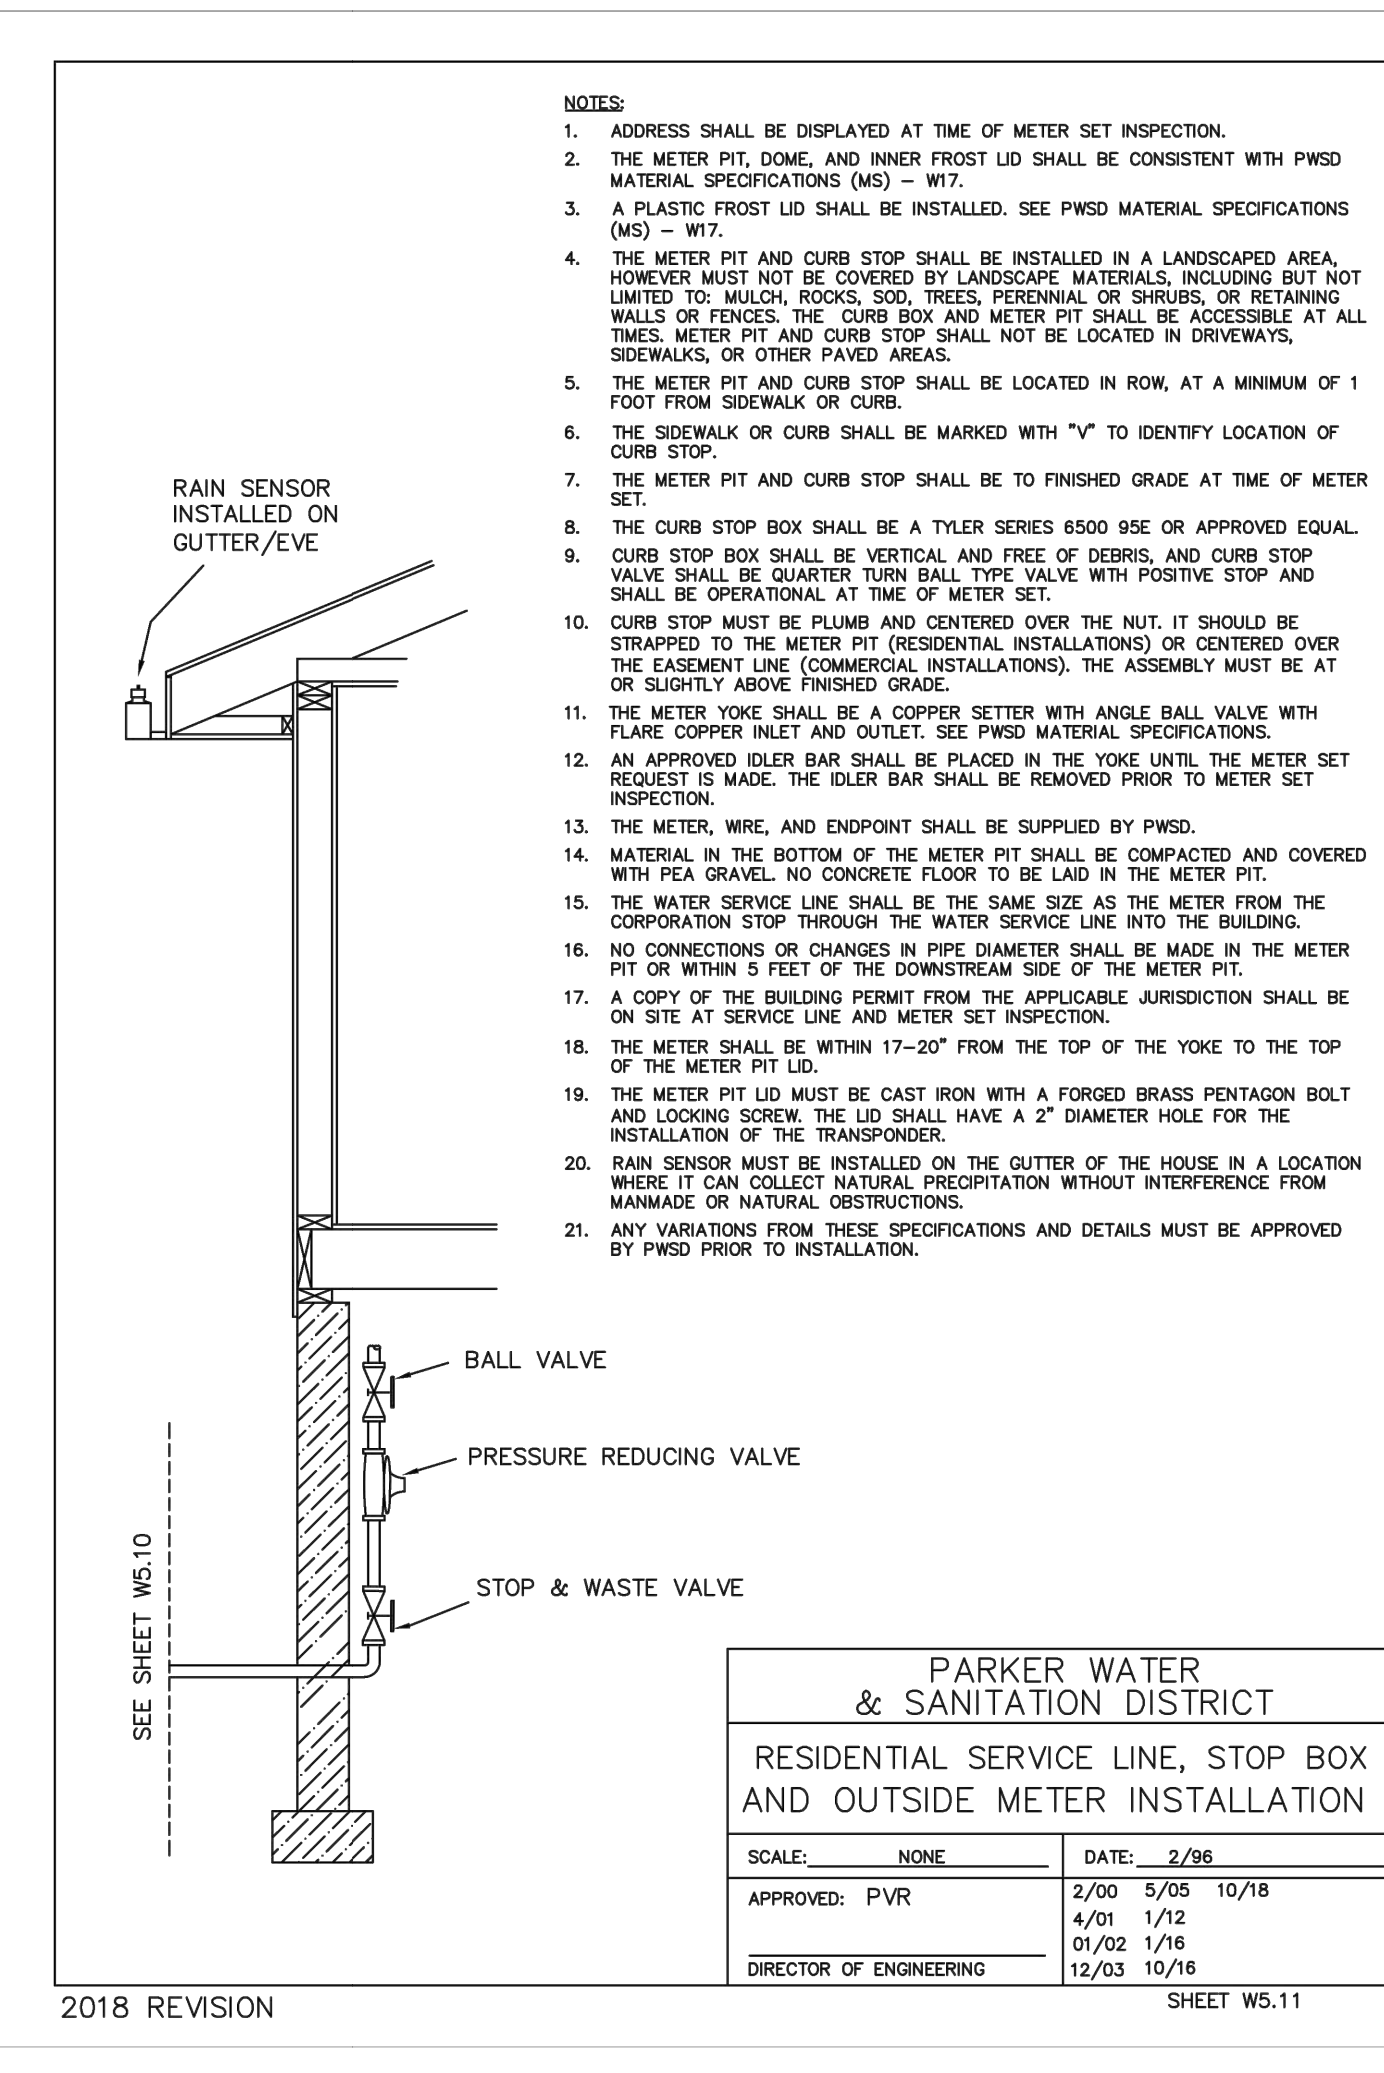 NOTES:
1. ADDRESS SHALL BE DISPLAYED AT TIME OF METER SET INSPECTION.
2. THE METER PIT, DOME, AND INNER FROST LID SHALL BE CONSISTENT WITH PWSD
MATERIAL SPECIFICATIONS (MS) – W17.
3. A PLASTIC FROST LID SHALL BE INSTALLED. SEE PWSD MATERIAL SPECIFICATIONS
(MS) – W17.
4. THE METER PIT AND CURB STOP SHALL BE INSTALLED IN A LANDSCAPED AREA,
HOWEVER MUST NOT BE COVERED BY LANDSCAPE MATERIALS, INCLUDING BUT NOT
LIMITED TO: MULCH, ROCKS, SOD, TREES, PERENNIAL OR SHRUBS, OR RETAINING
WALLS OR FENCES. THE CURB BOX AND METER PIT SHALL BE ACCESSIBLE AT ALL
TIMES. METER PIT AND CURB STOP SHALL NOT BE LOCATED IN DRIVEWAYS,
SIDEWALKS, OR OTHER PAVED AREAS.
5. THE METER PIT AND CURB STOP SHALL BE LOCATED IN ROW, AT A MINIMUM OF 1
FOOT FROM SIDEWALK OR CURB.
6. THE SIDEWALK OR CURB SHALL BE MARKED WITH "V" TO IDENTIFY LOCATION OF
CURB STOP.
7. THE METER PIT AND CURB STOP SHALL BE TO FINISHED GRADE AT TIME OF METER
SET.
8. THE CURB STOP BOX SHALL BE A TYLER SERIES 6500 95E OR APPROVED EQUAL.
9. CURB STOP BOX SHALL BE VERTICAL AND FREE OF DEBRIS, AND CURB STOP
VALVE SHALL BE QUARTER TURN BALL TYPE VALVE WITH POSITIVE STOP AND
SHALL BE OPERATIONAL AT TIME OF METER SET.
10. CURB STOP MUST BE PLUMB AND CENTERED OVER THE NUT. IT SHOULD BE
STRAPPED TO THE METER PIT (RESIDENTIAL INSTALLATIONS) OR CENTERED OVER
THE EASEMENT LINE (COMMERCIAL INSTALLATIONS). THE ASSEMBLY MUST BE AT
OR SLIGHTLY ABOVE FINISHED GRADE.
11. THE METER YOKE SHALL BE A COPPER SETTER WITH ANGLE BALL VALVE WITH
FLARE COPPER INLET AND OUTLET. SEE PWSD MATERIAL SPECIFICATIONS.
12. AN APPROVED IDLER BAR SHALL BE PLACED IN THE YOKE UNTIL THE METER SET
REQUEST IS MADE. THE IDLER BAR SHALL BE REMOVED PRIOR TO METER SET
INSPECTION.
13. THE METER, WIRE, AND ENDPOINT SHALL BE SUPPLIED BY PWSD.
14. MATERIAL IN THE BOTTOM OF THE METER PIT SHALL BE COMPACTED AND COVERED
WITH PEA GRAVEL. NO CONCRETE FLOOR TO BE LAID IN THE METER PIT.
15. THE WATER SERVICE LINE SHALL BE THE SAME SIZE AS THE METER FROM THE
CORPORATION STOP THROUGH THE WATER SERVICE LINE INTO THE BUILDING.
16. NO CONNECTIONS OR CHANGES IN PIPE DIAMETER SHALL BE MADE IN THE METER
PIT OR WITHIN 5 FEET OF THE DOWNSTREAM SIDE OF THE METER PIT.
17. A COPY OF THE BUILDING PERMIT FROM THE APPLICABLE JURISDICTION SHALL BE
ON SITE AT SERVICE LINE AND METER SET INSPECTION.
18. THE METER SHALL BE WITHIN 17–20" FROM THE TOP OF THE YOKE TO THE TOP
OF THE METER PIT LID.
19. THE METER PIT LID MUST BE CAST IRON WITH A FORGED BRASS PENTAGON BOLT
AND LOCKING SCREW. THE LID SHALL HAVE A 2" DIAMETER HOLE FOR THE
INSTALLATION OF THE TRANSPONDER.
20. RAIN SENSOR MUST BE INSTALLED ON THE GUTTER OF THE HOUSE IN A LOCATION
WHERE IT CAN COLLECT NATURAL PRECIPITATION WITHOUT INTERFERENCE FROM
MANMADE OR NATURAL OBSTRUCTIONS.
21. ANY VARIATIONS FROM THESE SPECIFICATIONS AND DETAILS MUST BE APPROVED
BY PWSD PRIOR TO INSTALLATION.
RAIN SENSOR
INSTALLED ON
GUTTER/EVE
BALL VALVE
PRESSURE REDUCING VALVE
STOP & WASTE VALVE
SEE SHEET W5.10
PARKER WATER
& SANITATION DISTRICT
RESIDENTIAL SERVICE LINE, STOP BOX
AND OUTSIDE METER INSTALLATION
SCALE: NONE
DATE: 2/96
APPROVED: PVR
DIRECTOR OF ENGINEERING
2/00 5/05 10/18
4/01 1/12
01/02 1/16
12/03 10/16
2018 REVISION
SHEET W5.11